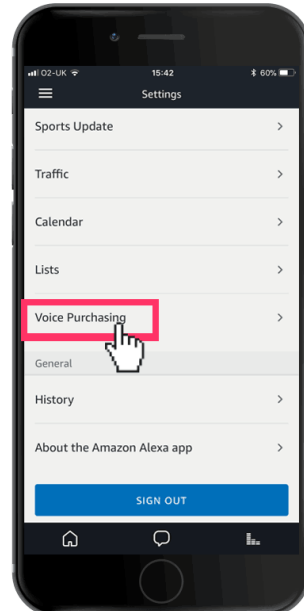 O2-UK 15:42 60%
Settings
Sports Update
Traffic
Calendar
Lists
Voice Purchasing
General
History
About the Amazon Alexa app
SIGN OUT